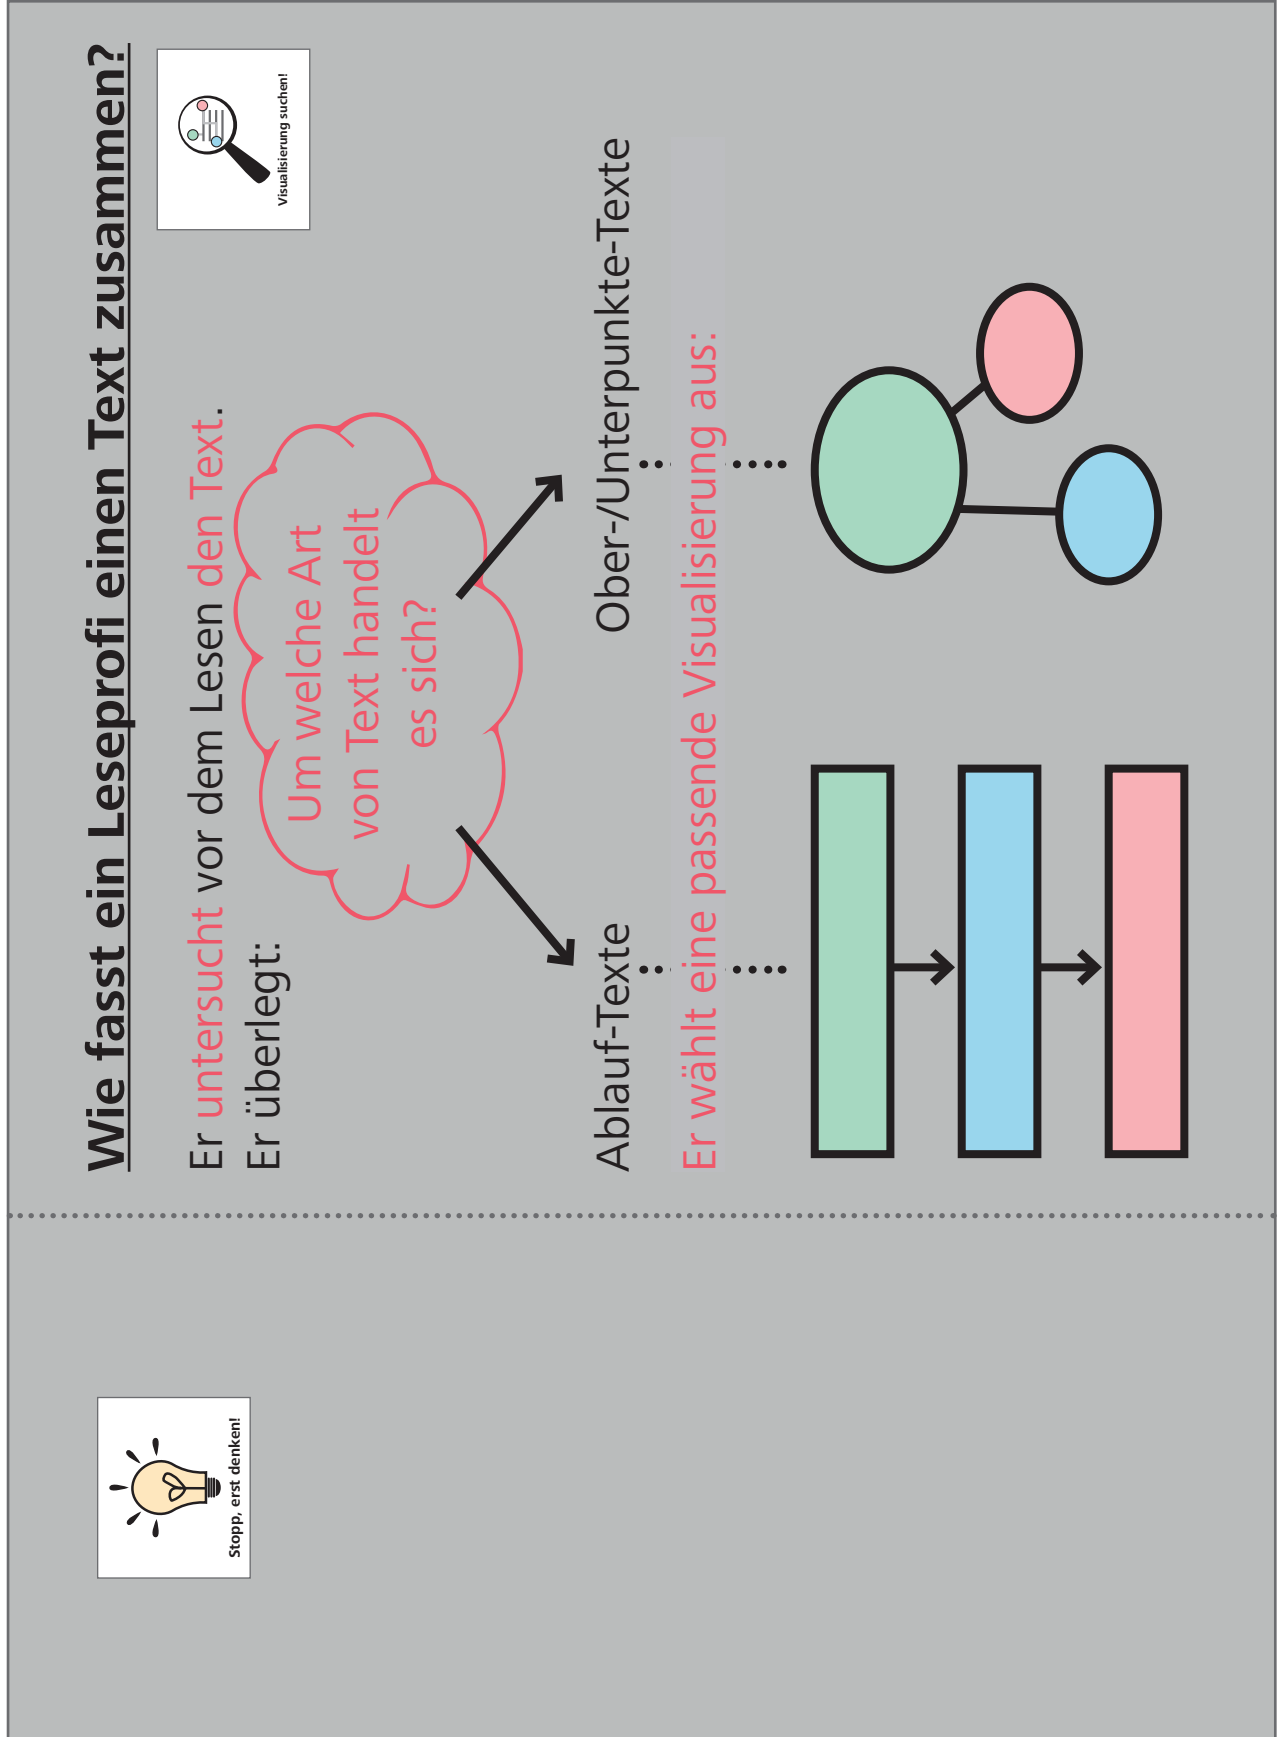 Wie fasst ein Leseprofi einen Text zusammen?
Stopp, erst denken!
Er untersucht vor dem Lesen den Text.
Er überlegt:
Visualisierung suchen!
Um welche Art
von Text handelt
es sich?
Ablauf-Texte
Ober-/Unterpunkte-Texte
Er wählt eine passende Visualisierung aus: